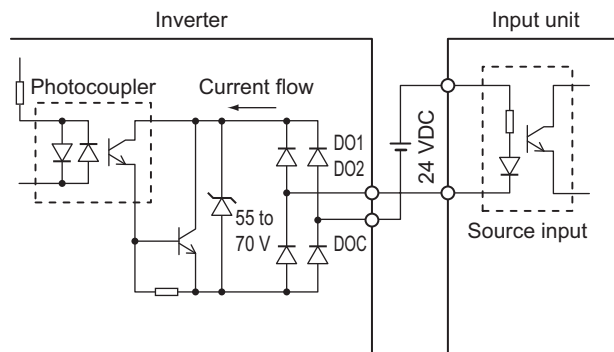 Inverter
Input unit
Photocoupler
Current flow
DO1
DO2
24 VDC
55 to
70 V
DOC
Source input